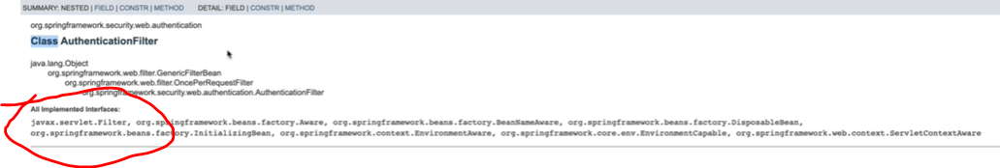 SUMMARY: NESTED | FIELD | CONSTR | METHOD DETAIL: FIELD | CONSTR | METHOD
org.springframework.security.web.authentication
Class AuthenticationFilter
java.lang.Object
org.springframework.web.filter.GenericFilterBean
org.springframework.web.filter.OncePerRequestFilter
org.springframework.security.web.authentication.AuthenticationFilter
All Implemented Interfaces:
javax.servlet.Filter, org.springframework.beans.factory.Aware, org.springframework.beans.factory.BeanNameAware, org.springframework.beans.factory.DisposableBean,
org.springframework.beans.factory.InitializingBean, org.springframework.context.EnvironmentAware, org.springframework.core.env.EnvironmentCapable, org.springframework.web.context.ServletContextAware